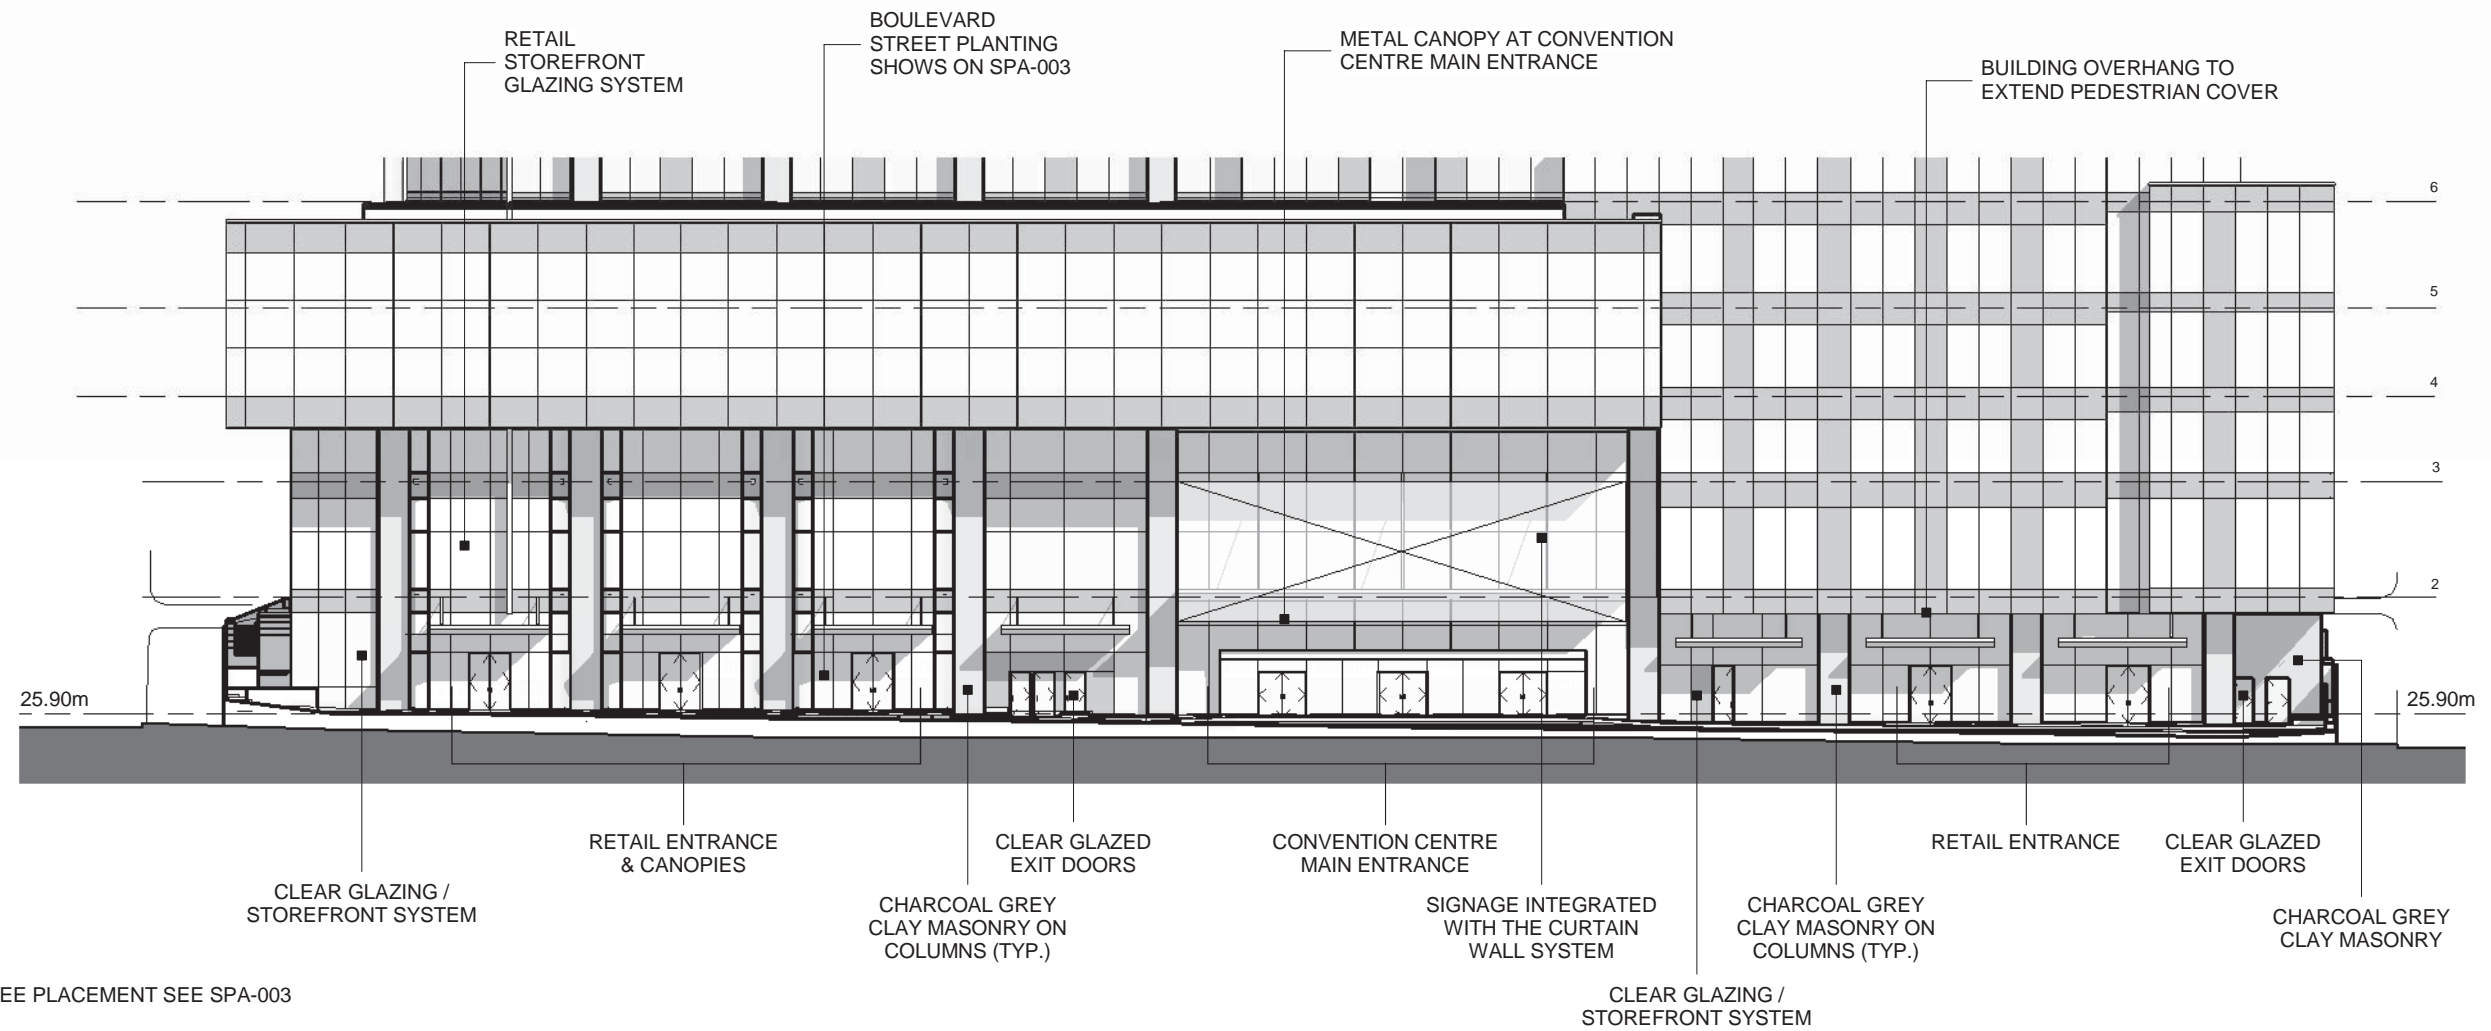 RETAIL
STOREFRONT
GLAZING SYSTEM
BOULEVARD
STREET PLANTING
SHOWS ON SPA-003
METAL CANOPY AT CONVENTION
CENTRE MAIN ENTRANCE
BUILDING OVERHANG TO
EXTEND PEDESTRIAN COVER
6
5
4
3
2
25.90m
25.90m
RETAIL ENTRANCE
& CANOPIES
CLEAR GLAZED
EXIT DOORS
CONVENTION CENTRE
MAIN ENTRANCE
RETAIL ENTRANCE
CLEAR GLAZED
EXIT DOORS
CLEAR GLAZING /
STOREFRONT SYSTEM
CHARCOAL GREY
CLAY MASONRY ON
COLUMNS (TYP.)
SIGNAGE INTEGRATED
WITH THE CURTAIN
WALL SYSTEM
CHARCOAL GREY
CLAY MASONRY ON
COLUMNS (TYP.)
CHARCOAL GREY
CLAY MASONRY
EE PLACEMENT SEE SPA-003
CLEAR GLAZING /
STOREFRONT SYSTEM